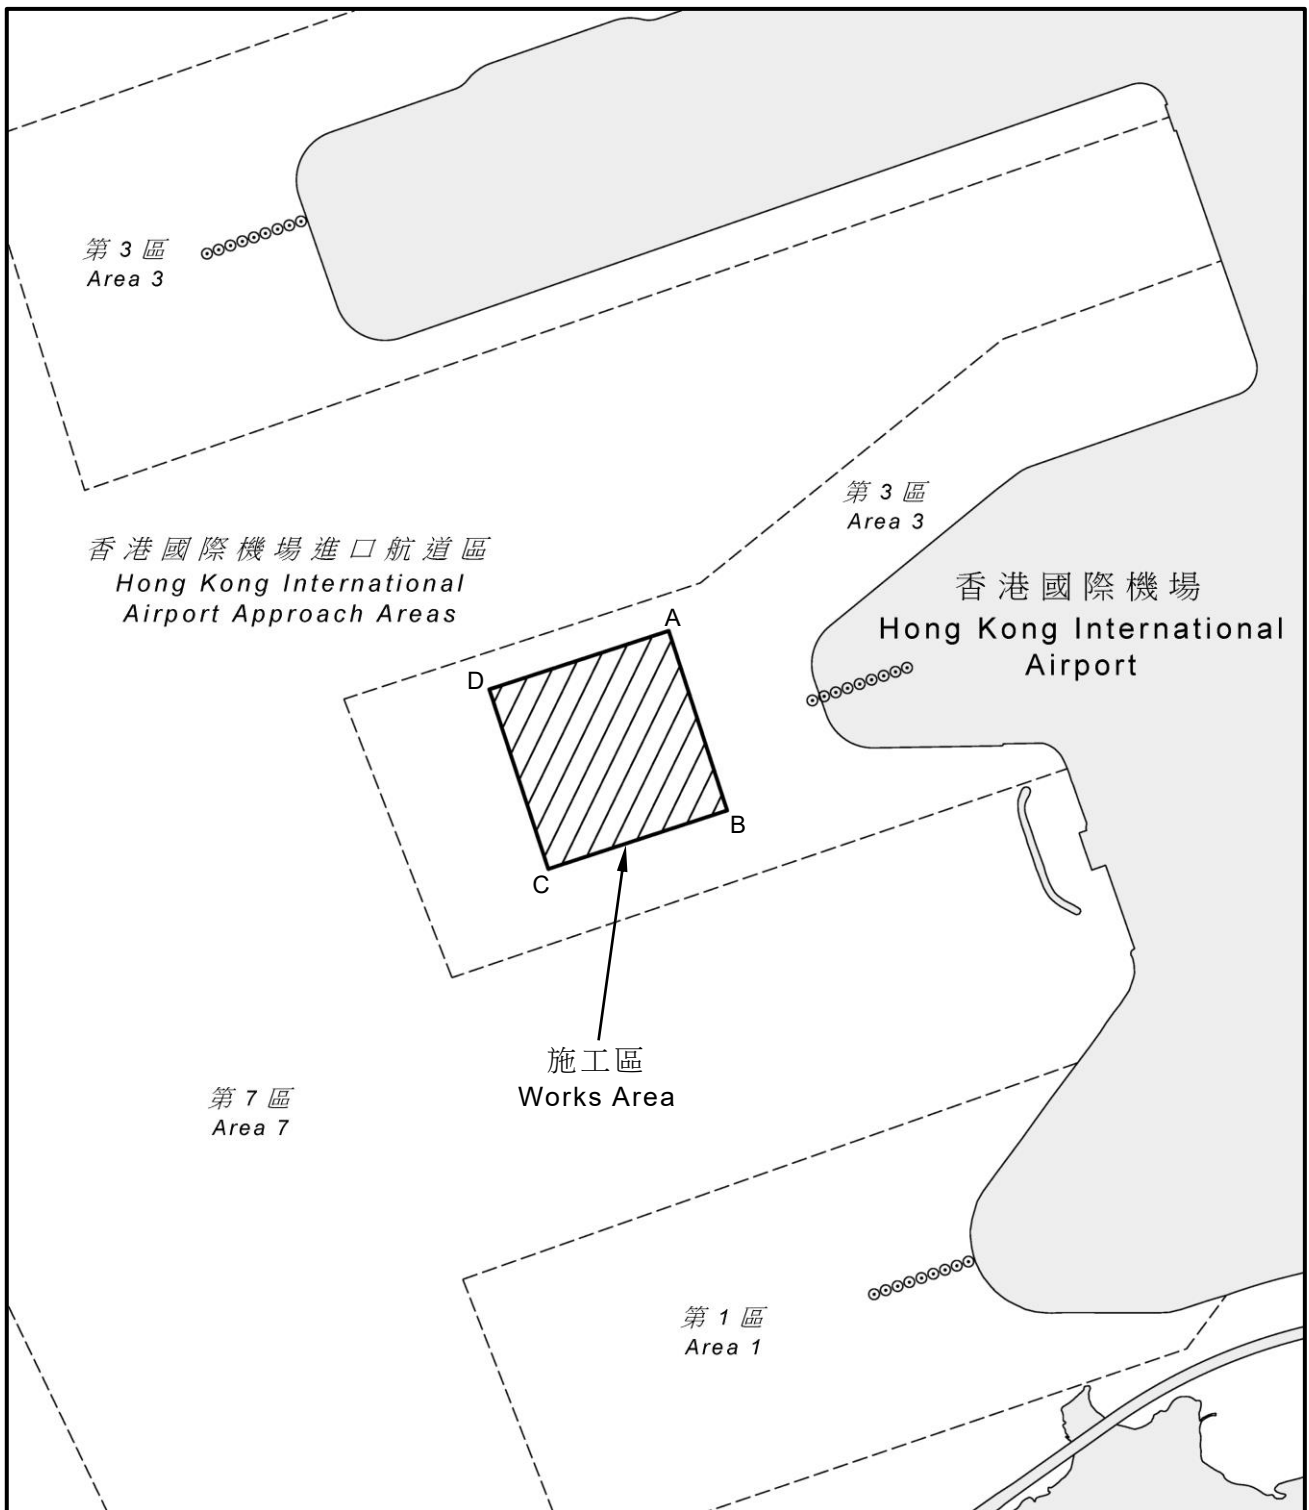 第 3 區
Area 3
第 3 區
Area 3
香港國際機場進口航道區
Hong Kong International
Airport Approach Areas
香港國際機場
Hong Kong International
Airport
A
D
B
C
施工區
Works Area
第 7 區
Area 7
第 1 區
Area 1